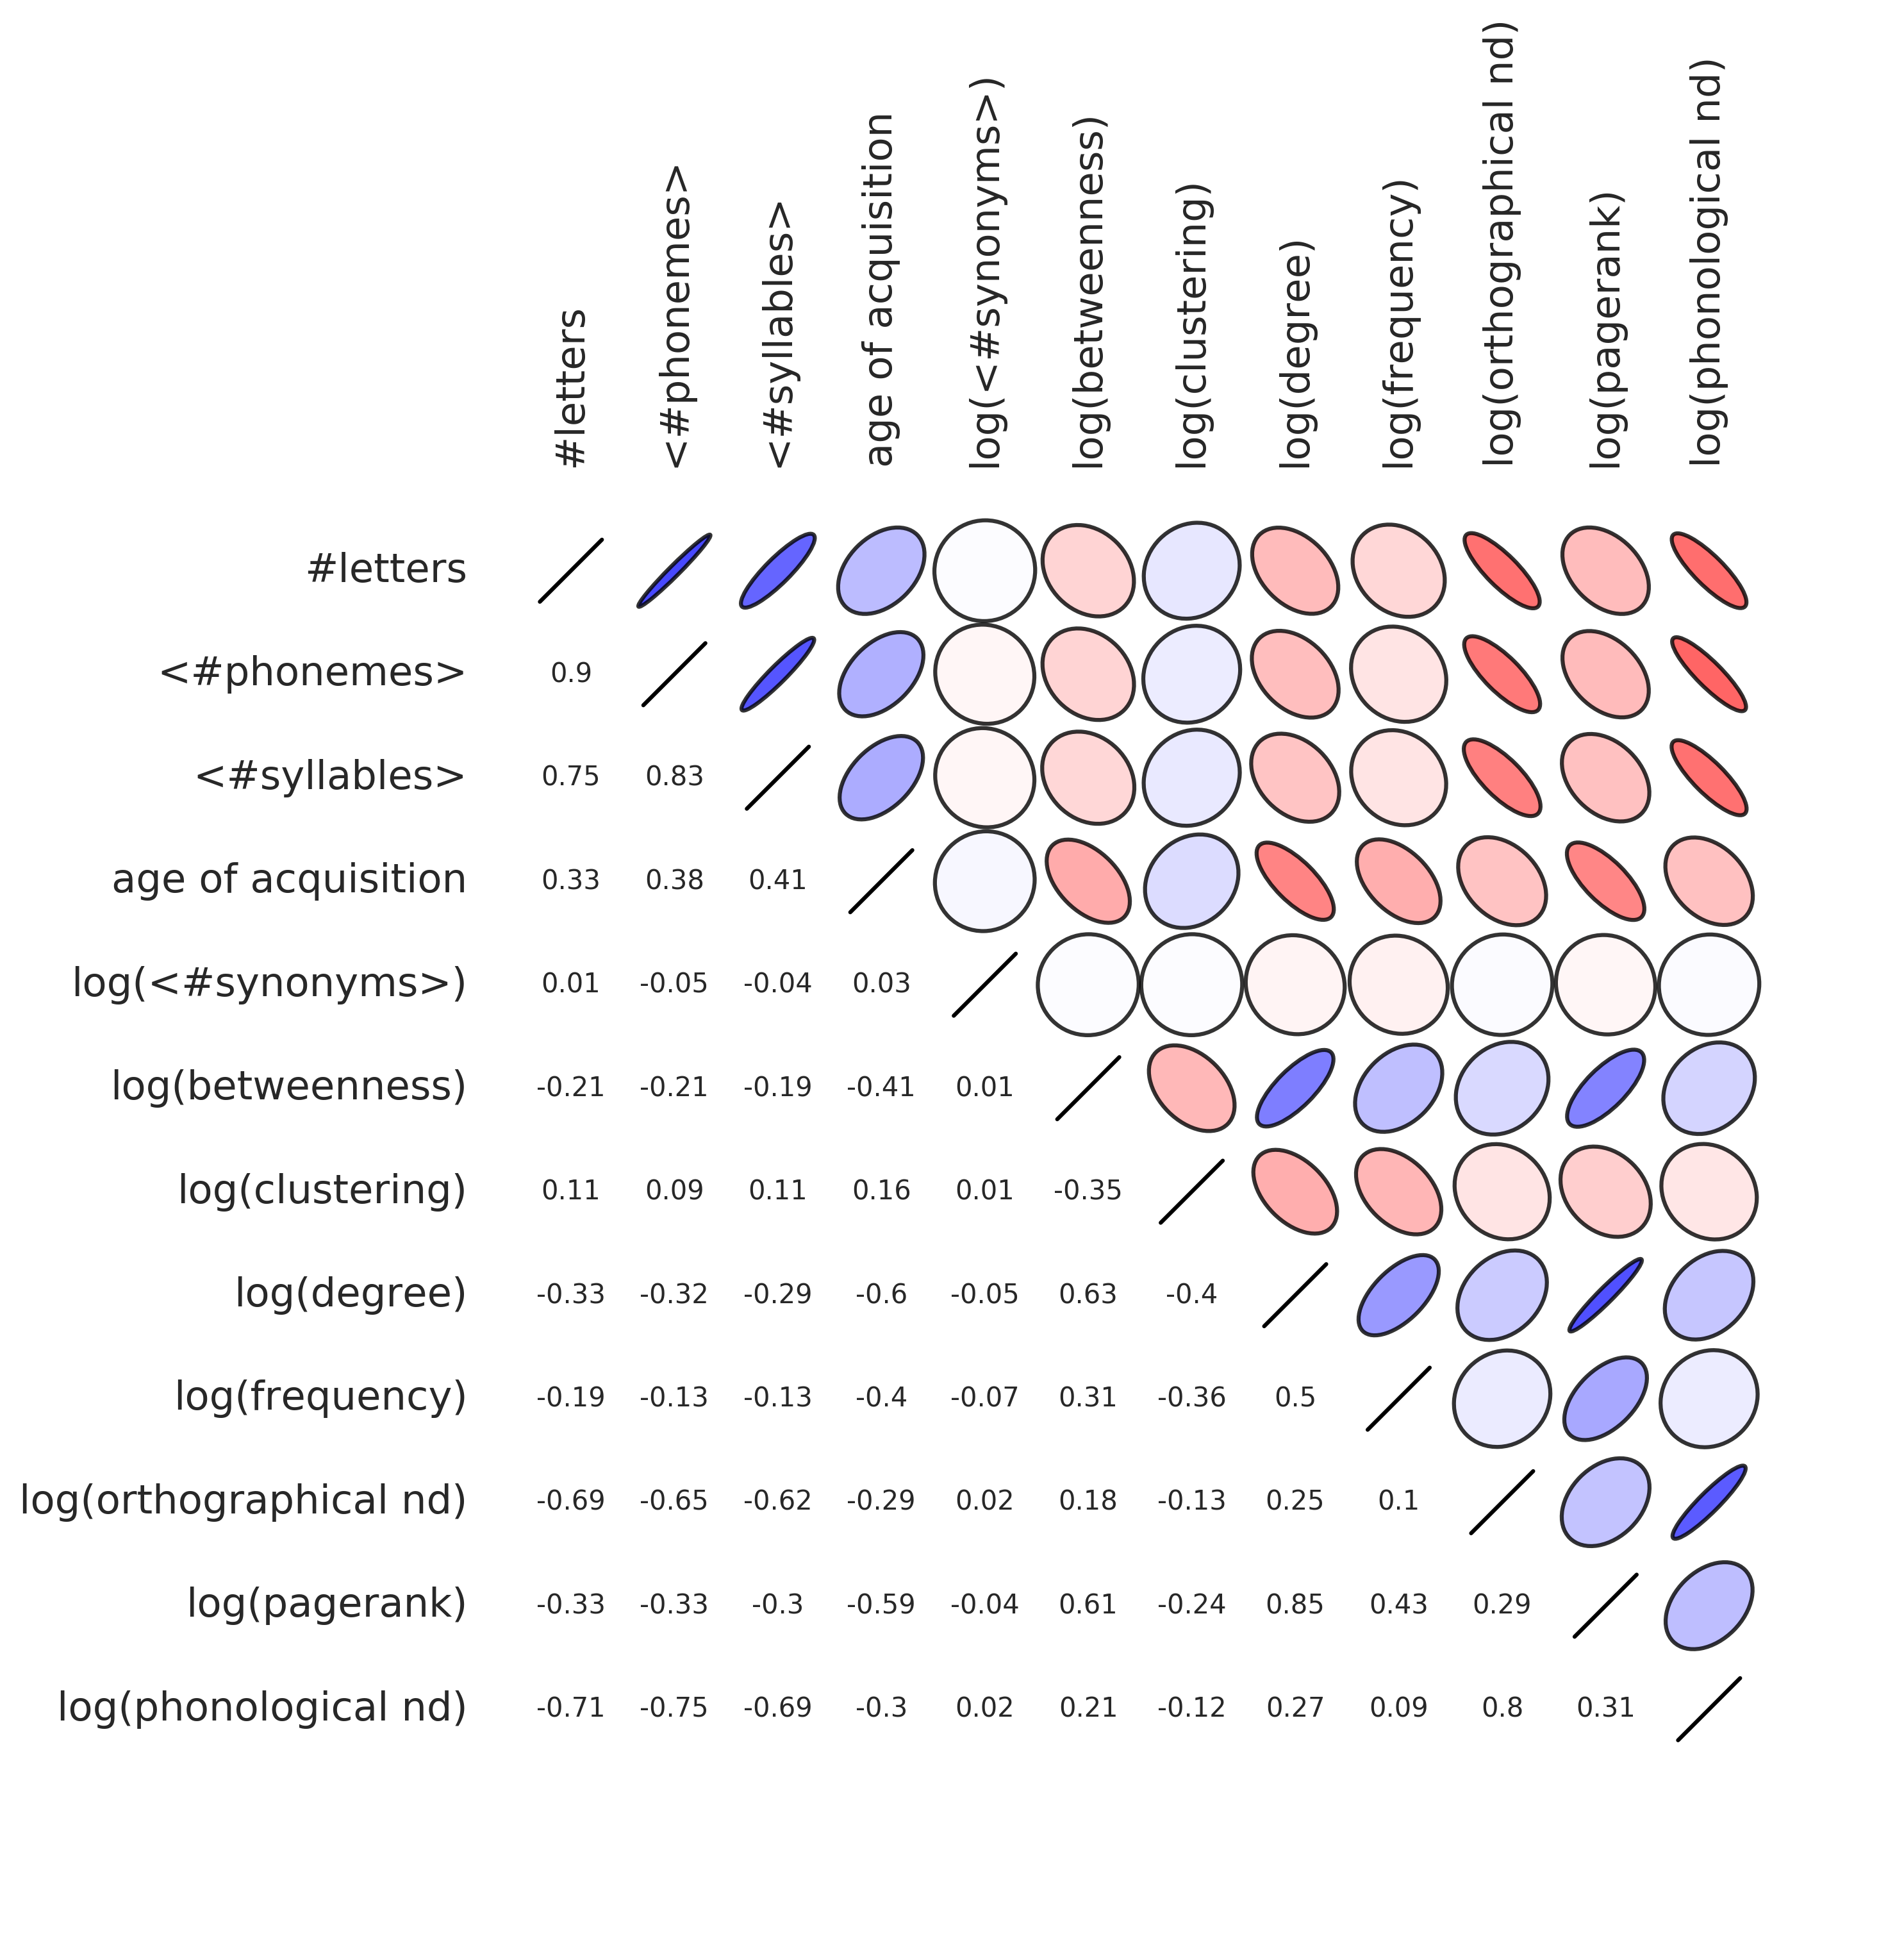 #letters
<#phonemes>
<#syllables>
age of acquisition
log(<#synonyms>)
log(betweenness)
log(clustering)
log(degree)
log(frequency)
log(orthographical nd)
log(pagerank)
log(phonological nd)
#letters
<#phonemes> 0.9
<#syllables> 0.75 0.83
age of acquisition 0.33 0.38 0.41
log(<#synonyms>) 0.01 -0.05 -0.04 0.03
log(betweenness) -0.21 -0.21 -0.19 -0.41 0.01
log(clustering) 0.11 0.09 0.11 0.16 0.01 -0.35
log(degree) -0.33 -0.32 -0.29 -0.6 -0.05 0.63 -0.4
log(frequency) -0.19 -0.13 -0.13 -0.4 -0.07 0.31 -0.36 0.5
log(orthographical nd) -0.69 -0.65 -0.62 -0.29 0.02 0.18 -0.13 0.25 0.1
log(pagerank) -0.33 -0.33 -0.3 -0.59 -0.04 0.61 -0.24 0.85 0.43 0.29
log(phonological nd) -0.71 -0.75 -0.69 -0.3 0.02 0.21 -0.12 0.27 0.09 0.8 0.31